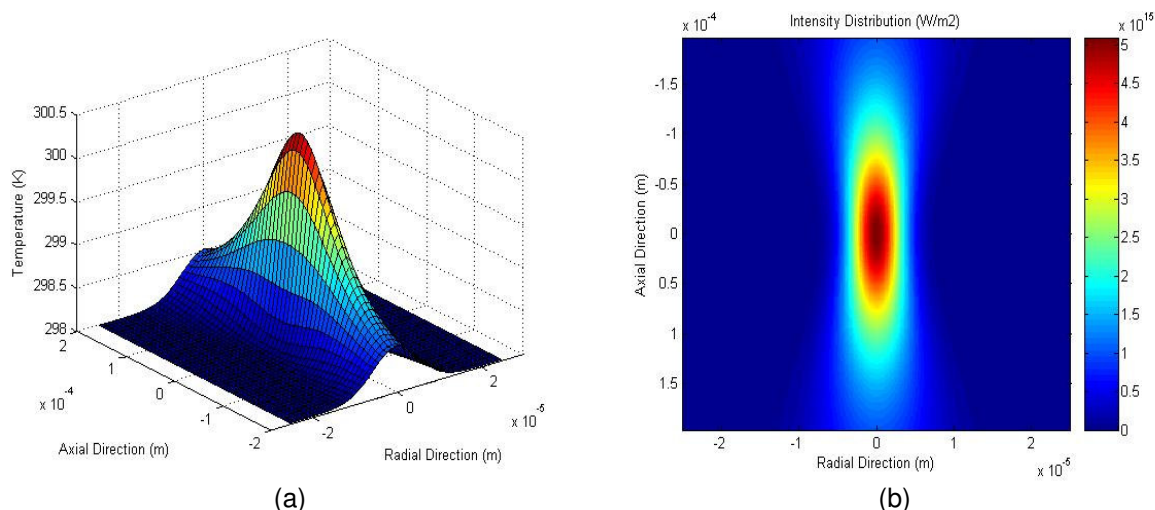 300.5
300
299.5
299
298.5
298
Temperature (K)
2
1
0
-1
-2
x 10^-4
Axial Direction (m)
-2
0
2
x 10^-5
Radial Direction (m)
(a)
x 10^-4
Intensity Distribution (W/m2)
x 10^15
-1.5
-1
-0.5
0
0.5
1
1.5
Axial Direction (m)
-2
-1
0
1
2
x 10^-5
Radial Direction (m)
5
4.5
4
3.5
3
2.5
2
1.5
1
0.5
0
(b)